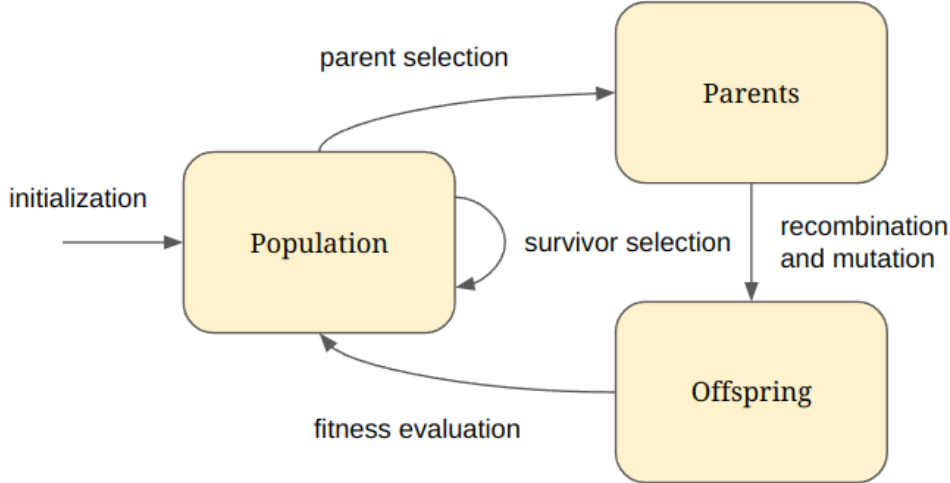 parent selection
Parents
initialization
Population
survivor selection
recombination
and mutation
Offspring
fitness evaluation